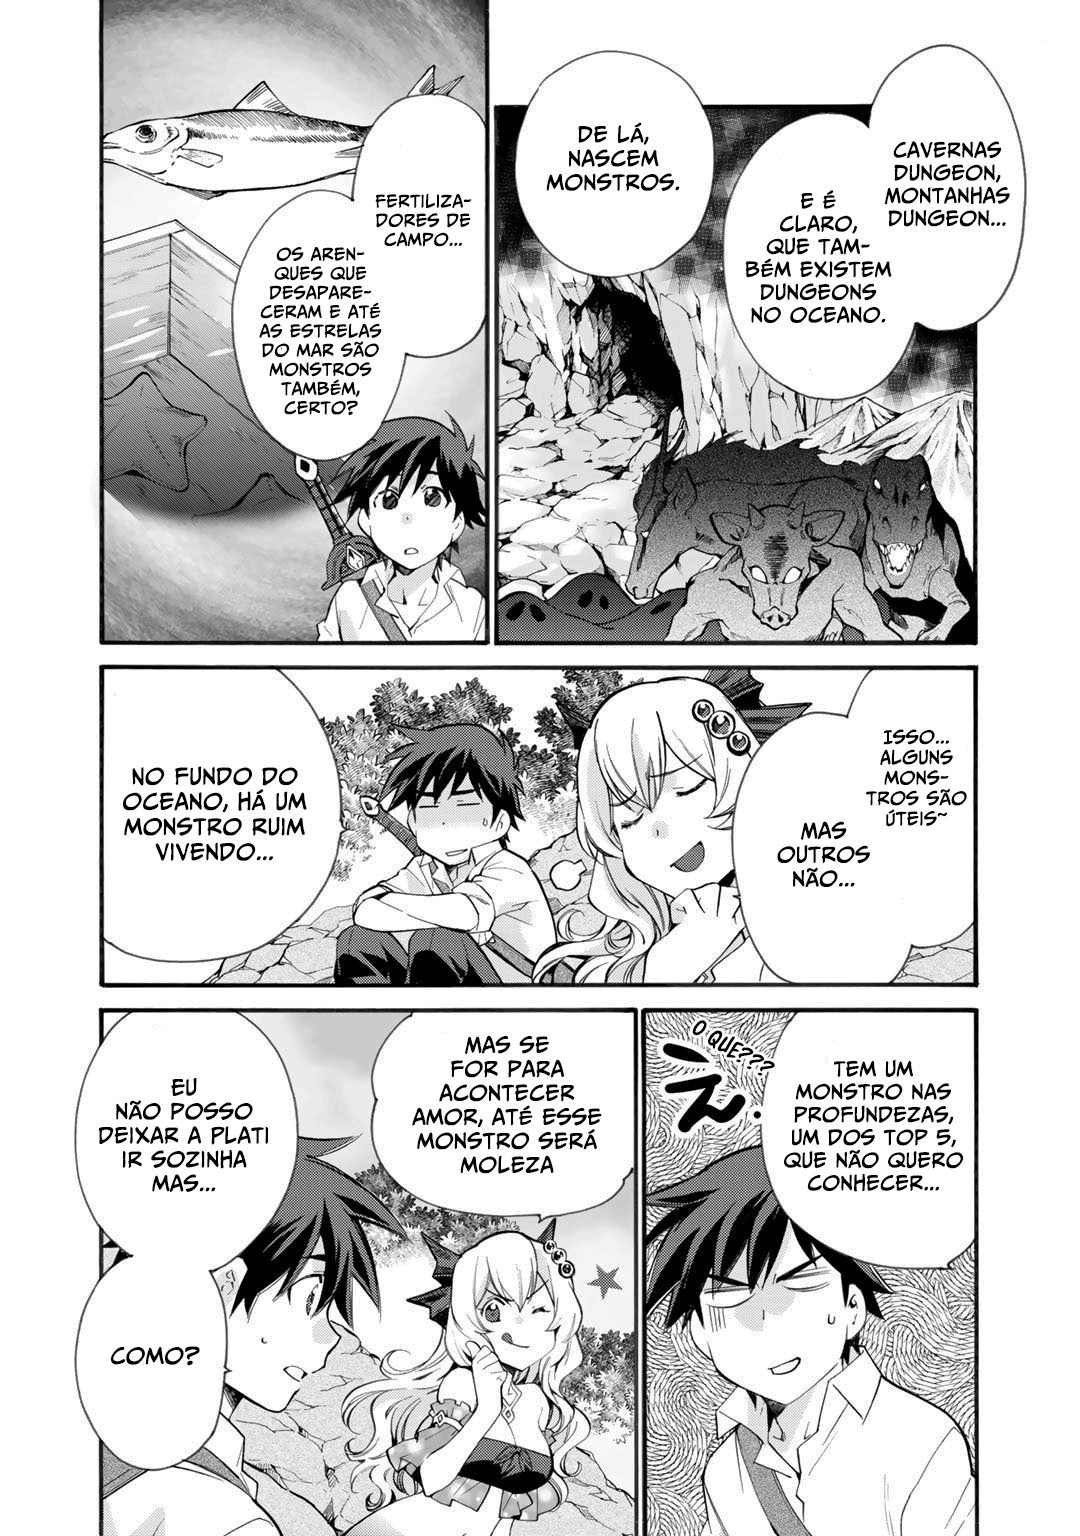 CAVERNAS
DUNGEON,
MONTANHAS
DUNGEON...
E É
CLARO,
QUE TAM-
BÉM EXISTEM
DUNGEONS
NO OCEANO.
DE LÁ,
NASCEM
MONSTROS.
FERTILIZA-
DORES DE
CAMPO...
OS AREN-
QUES QUE
DESAPARE-
CERAM E ATÉ
AS ESTRELAS
DO MAR SÃO
MONSTROS
TAMBÉM,
CERTO?
ISSO...
ALGUNS
MONS-
TROS SÃO
ÚTEIS~
MAS
OUTROS
NÃO...
NO FUNDO DO
OCEANO, HÁ UM
MONSTRO RUIM
VIVENDO...
TEM UM
MONSTRO NAS
PROFUNDEZAS,
UM DOS TOP 5,
QUE NÃO QUERO
CONHECER...
O QUE???
え.
MAS SE
FOR PARA
ACONTECER
AMOR, ATÉ ESSE
MONSTRO SERÁ
MOLEZA
EU
NÃO POSSO
DEIXAR A PLATI
IR SOZINHA
MAS...
COMO?